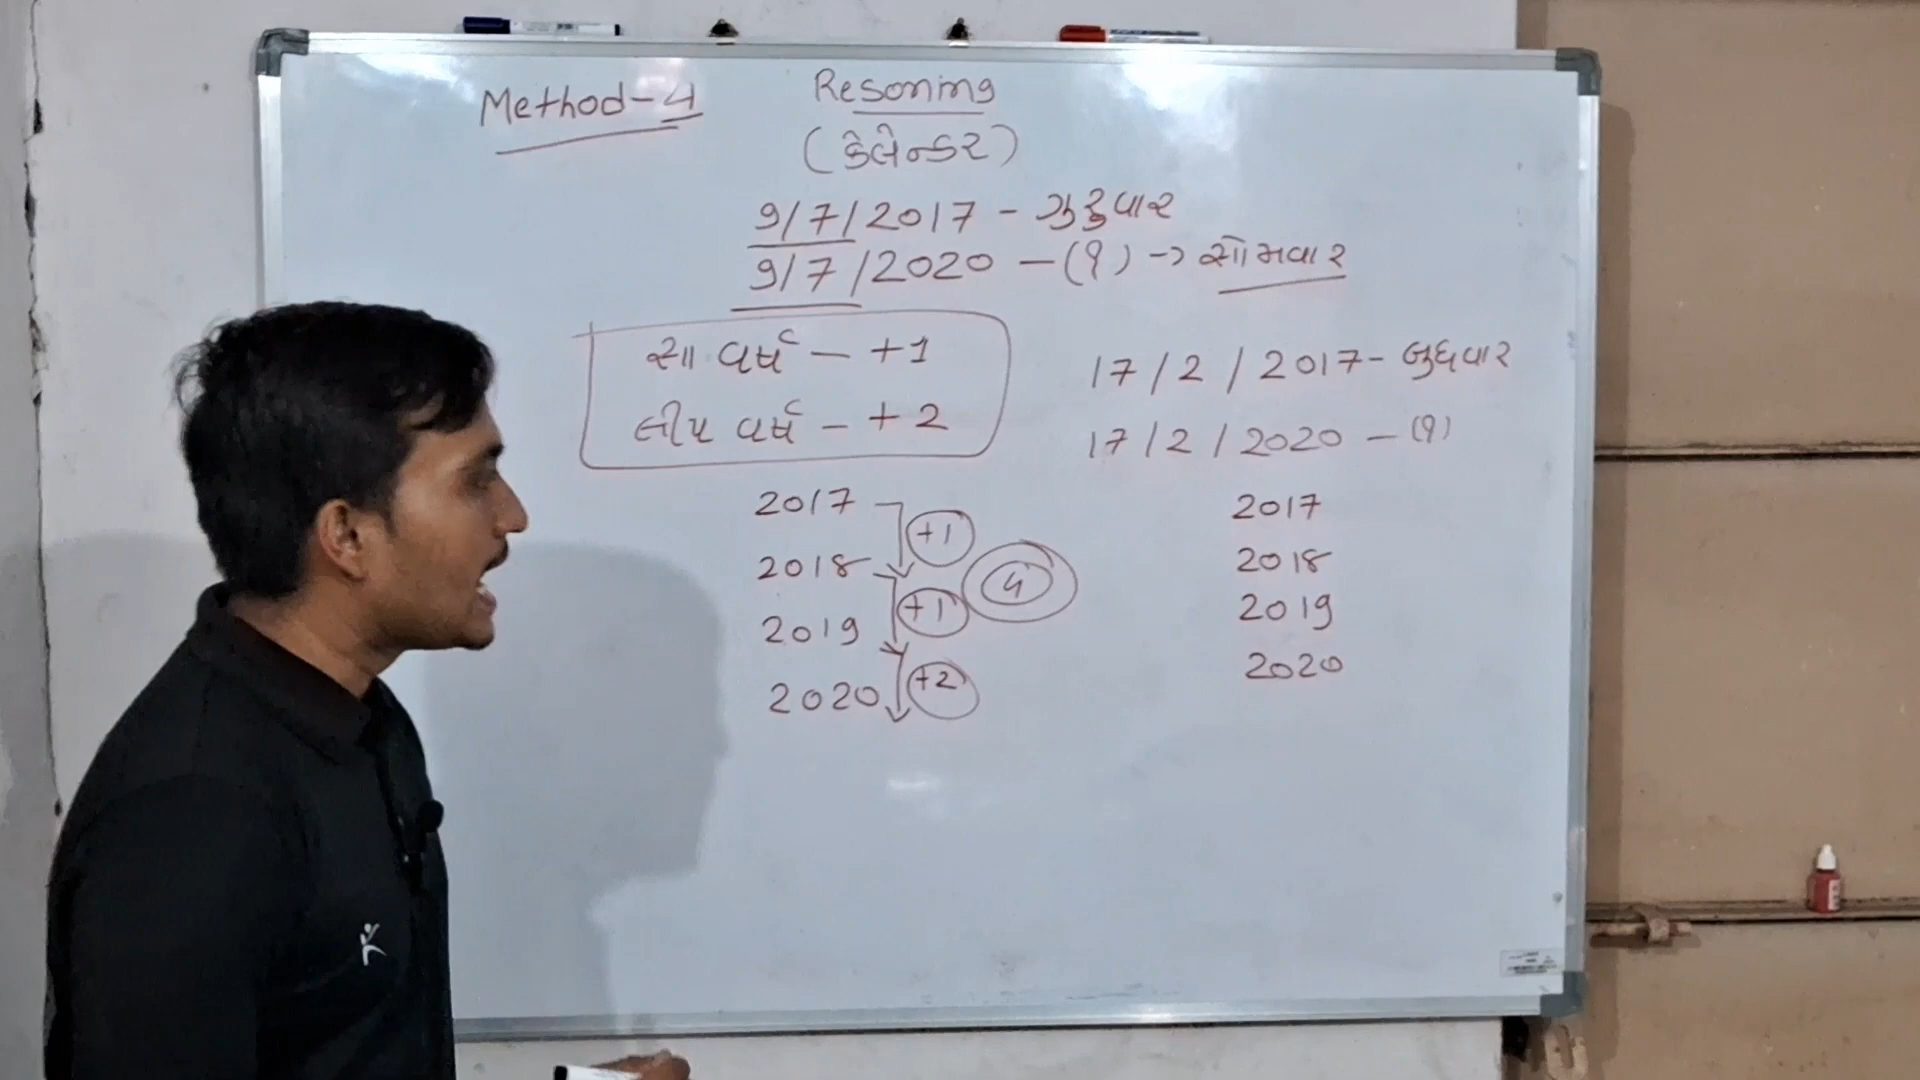 Method-4
Resoning
(કેલેન્ડર)
9/7/2017 - ગુરુવાર
9/7/2020 - (?) -> સોમવાર
સા વર્ષ - +1
લીપ વર્ષ - +2
2017 +1
2018 +1
2019 +2
2020
4
17/2/2017- બુધવાર
17/2/2020 - (?)
2017
2018
2019
2020